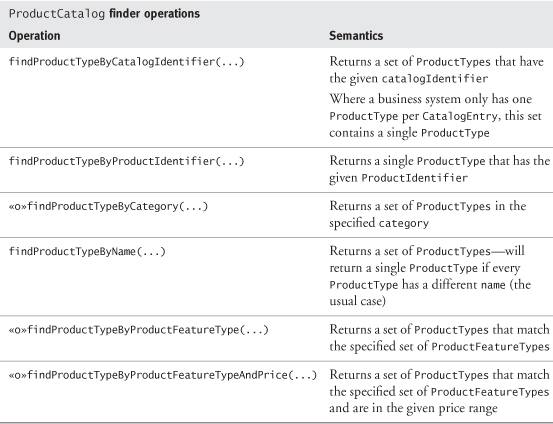 ProductCatalog finder operations
Operation Semantics
findProductTypeByCatalogIdentifier(...) Returns a set of ProductTypes that have
the given catalogIdentifier
Where a business system only has one
ProductType per CatalogEntry, this set
contains a single ProductType
findProductTypeByProductIdentifier(...) Returns a single ProductType that has the
given ProductIdentifier
«o»findProductTypeByCategory(...) Returns a set of ProductTypes in the
specified category
findProductTypeByName(...) Returns a set of ProductTypes—will
return a single ProductType if every
ProductType has a different name (the
usual case)
«o»findProductTypeByProductFeatureType(...) Returns a set of ProductTypes that match
the specified set of ProductFeatureTypes
«o»findProductTypeByProductFeatureTypeAndPrice(...) Returns a set of ProductTypes that match
the specified set of ProductFeatureTypes
and are in the given price range